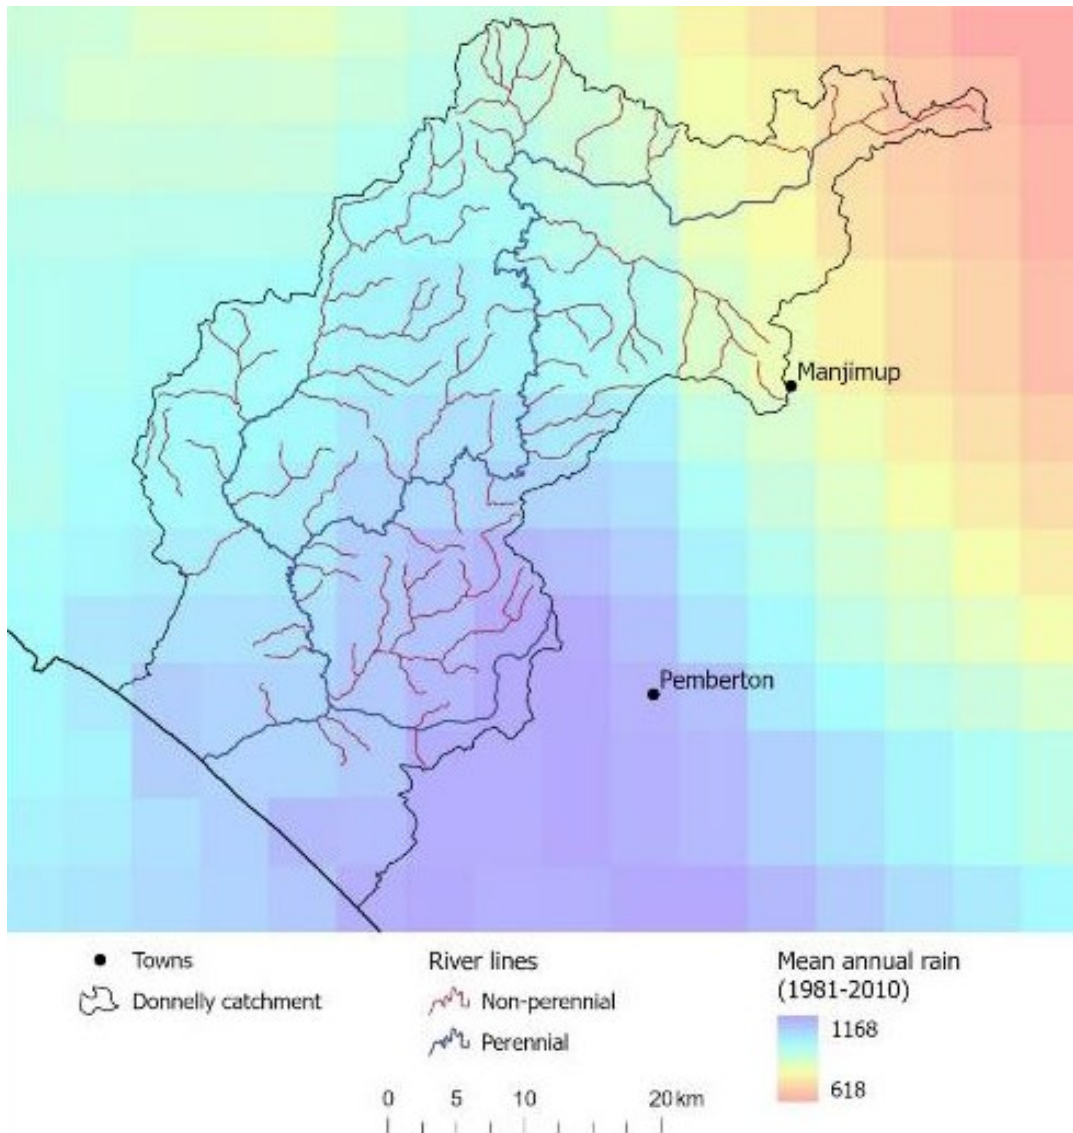 Manjimup
Pemberton
Towns
Donnelly catchment
River lines
Non-perennial
Perennial
Mean annual rain
(1981-2010)
1168
618
0 5 10 20 km